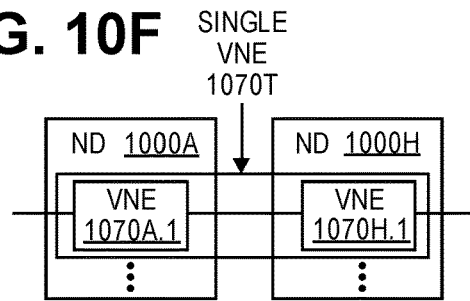 G. 10F
SINGLE
VNE
1070T
ND 1000A
ND 1000H
VNE
1070A.1
VNE
1070H.1